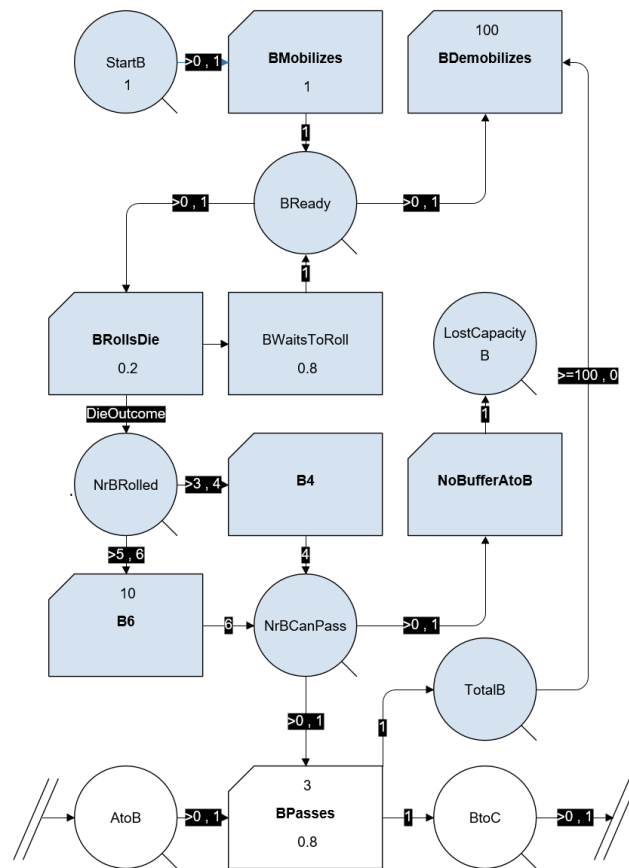 StartB
1
>0 , 1
BMobilizes
1
100
BDemobilizes
1
>0 , 1
BReady
>0 , 1
1
BRollsDie
0.2
BWaitsToRoll
0.8
LostCapacity
B
>=100 , 0
DieOutcome
1
NrBRolled
>3 , 4
B4
NoBufferAtoB
>5 , 6
4
10
B6
6
NrBCanPass
>0 , 1
TotalB
>0 , 1
1
AtoB
>0 , 1
3
BPasses
0.8
1
BtoC
>0 , 1